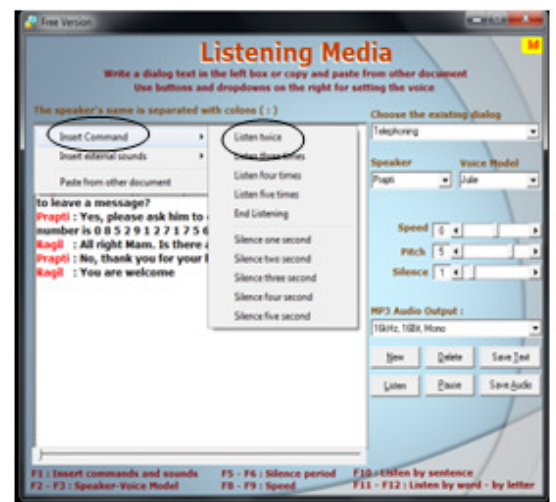 Free Version
Listening Media
Id
Write a dialog text in the left box or copy and paste from other document
Use buttons and dropdowns on the right for setting the voice
The speaker's name is separated with colons ( : )
Choose the existing dialog
Telephoning
Insert Command
Insert external sounds
Paste from other document
Listen twice
Listen three times
Listen four times
Listen five times
End Listening
Silence one second
Silence two second
Silence three second
Silence four second
Silence five second
Speaker
Voice Model
Prapti
Julie
to leave a message?
Prapti : Yes, please ask him to
number is 0 8 5 2 9 1 2 7 1 7 5 6
Ragil : All right Mam. Is there
Prapti : No, thank you for your
Ragil : You are welcome
Speed 0
Pitch 5
Silence 1
MP3 Audio Output :
16kHz, 16Bit, Mono
New Delete Save Text
Listen Pause Save Audio
F1 : Insert commands and sounds F5 - F6 : Silence period F10 : Listen by sentence
F2 - F3 : Speaker-Voice Model F8 - F9 : Speed F11 - F12 : Listen by word - by letter